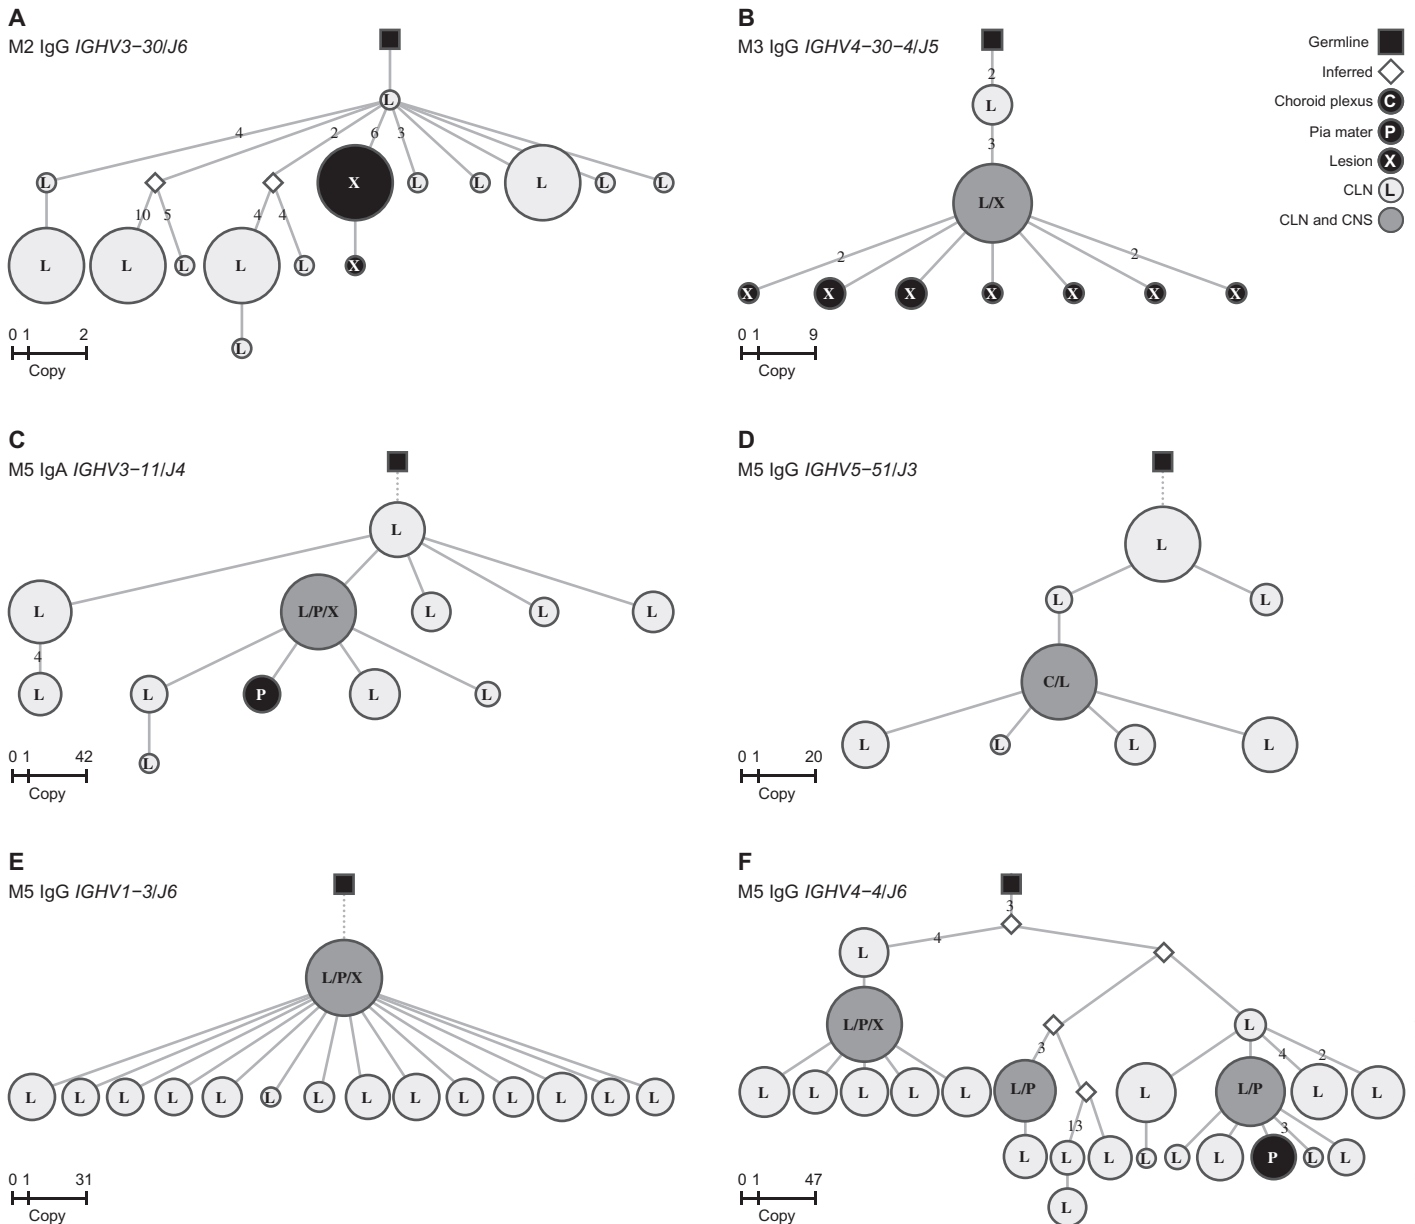 A
M2 IgG IGHV3−30/J6
L
4 2 6 3
L X L L L L L
10 5 4 4
L L L L L X
L
0 1 2
Copy
B
M3 IgG IGHV4−30−4/J5
2
L
3
L/X
2 2
X X X X X X X
0 1 9
Copy
Germline
Inferred
Choroid plexus C
Pia mater P
Lesion X
CLN L
CLN and CNS
C
M5 IgA IGHV3−11/J4
L
L L/P/X L L L
4
L L P L L
L
0 1 42
Copy
D
M5 IgG IGHV5−51/J3
L
L L
C/L
L L L L
0 1 20
Copy
E
M5 IgG IGHV1−3/J6
L/P/X
L L L L L L L L L L L L L L
0 1 31
Copy
F
M5 IgG IGHV4−4/J6
3
4
L
L/P/X L
3 4 2
L L L L L L/P L L/P L L
13 3
L L L L L L P L L
L
0 1 47
Copy